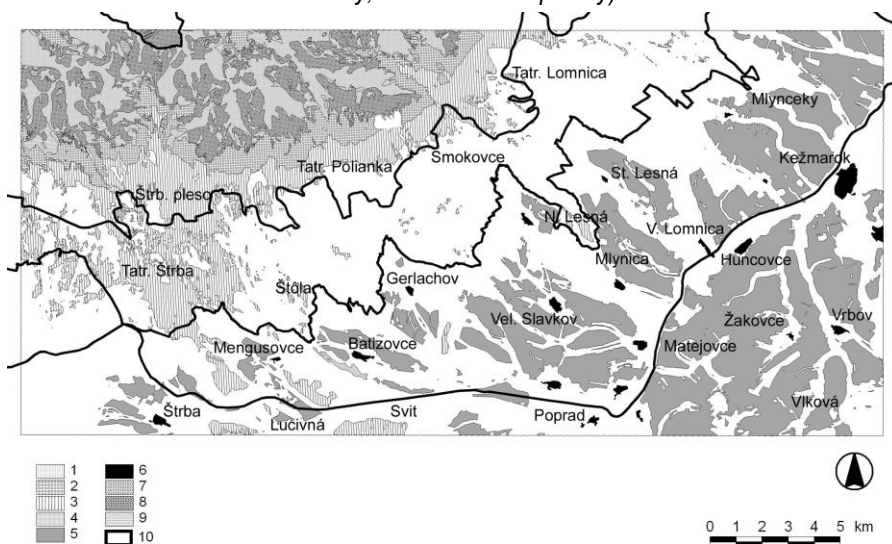 Tatr. Lomnica
Mlynceky
Kežmarok
Smokovce
Tatr. Polianka
Št. Lesná
Štrb. pleso
N. Lesná
V. Lomnica
Huncovce
Mlynica
Tatr. Štrba
Gerlachov
Štôla
Vel. Slavkov
Žakovce
Vrbov
Mengusovce
Batizovce
Matejovce
Vlková
Štrba
Lučivná
Svit
Poprad
1 6
2 7
3 8
4 9
5 10
0 1 2 3 4 5 km